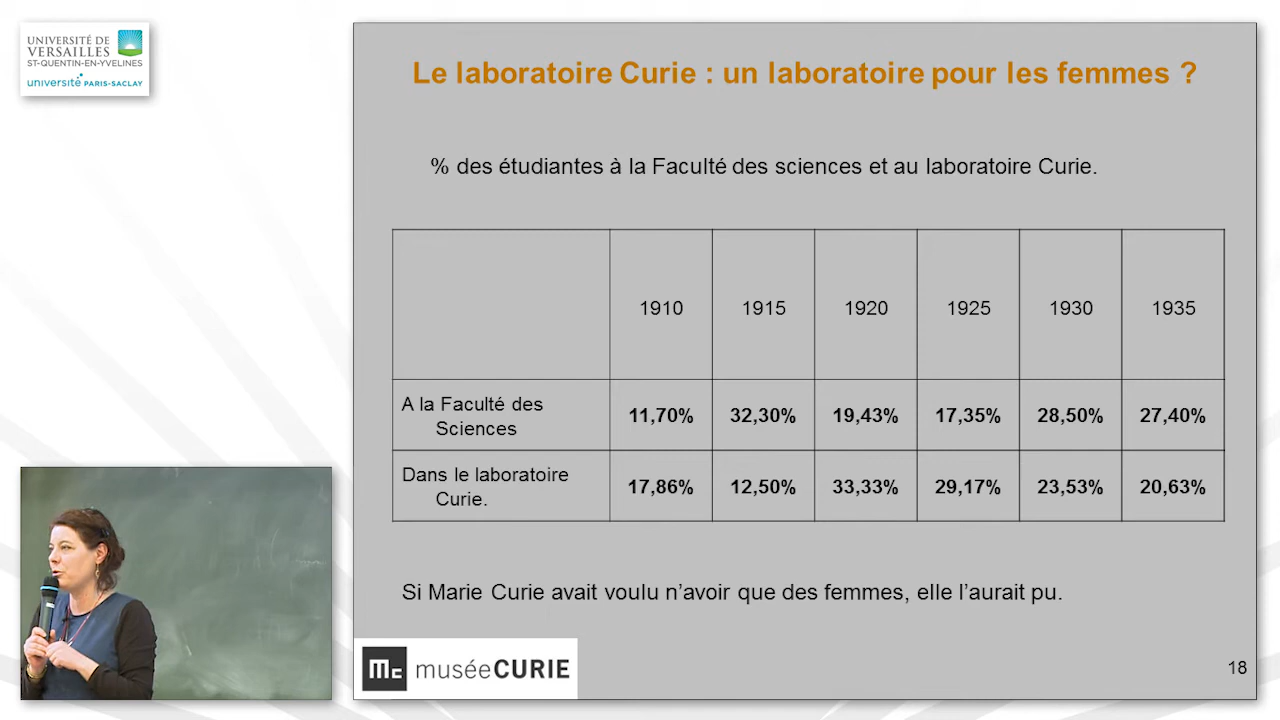 UNIVERSITÉ DE
VERSAILLES
ST-QUENTIN-EN-YVELINES
université PARIS-SACLAY
Le laboratoire Curie : un laboratoire pour les femmes ?
% des étudiantes à la Faculté des sciences et au laboratoire Curie.
1910 1915 1920 1925 1930 1935
A la Faculté des
Sciences
11,70% 32,30% 19,43% 17,35% 28,50% 27,40%
Dans le laboratoire
Curie.
17,86% 12,50% 33,33% 29,17% 23,53% 20,63%
Si Marie Curie avait voulu n’avoir que des femmes, elle l’aurait pu.
Mc muséeCURIE
18